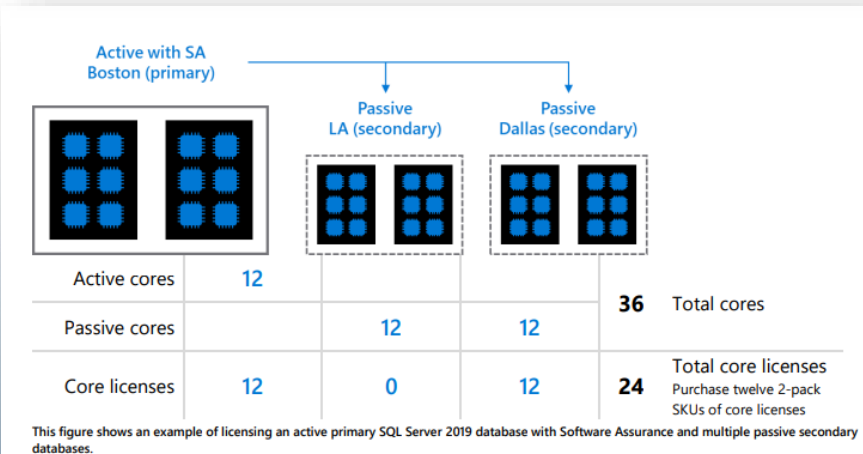 Active with SA
Boston (primary)
Passive
LA (secondary)
Passive
Dallas (secondary)
Active cores 12
36 Total cores
Passive cores 12 12
Core licenses 12 0 12 24 Total core licenses
Purchase twelve 2-pack
SKUs of core licenses
This figure shows an example of licensing an active primary SQL Server 2019 database with Software Assurance and multiple passive secondary
databases.